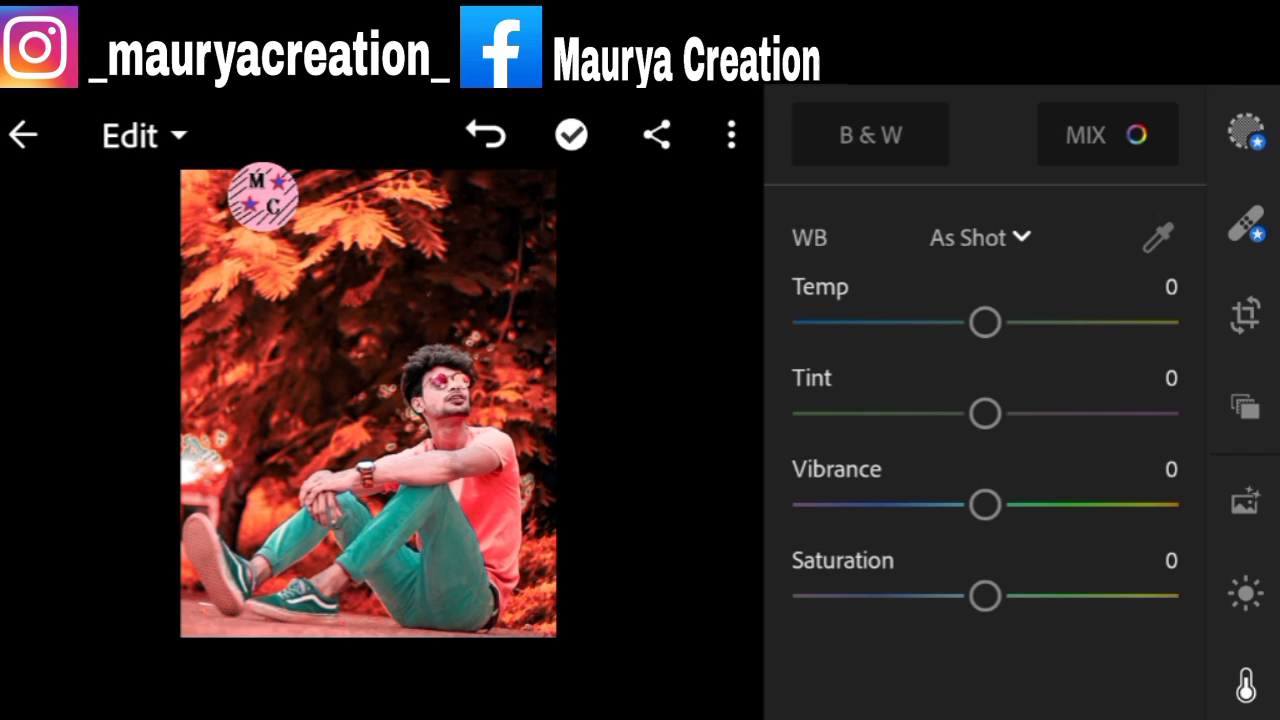 _mauryacreation_ Maurya Creation
Edit
M
C
B & W MIX
WB As Shot
Temp 0
Tint 0
Vibrance 0
Saturation 0